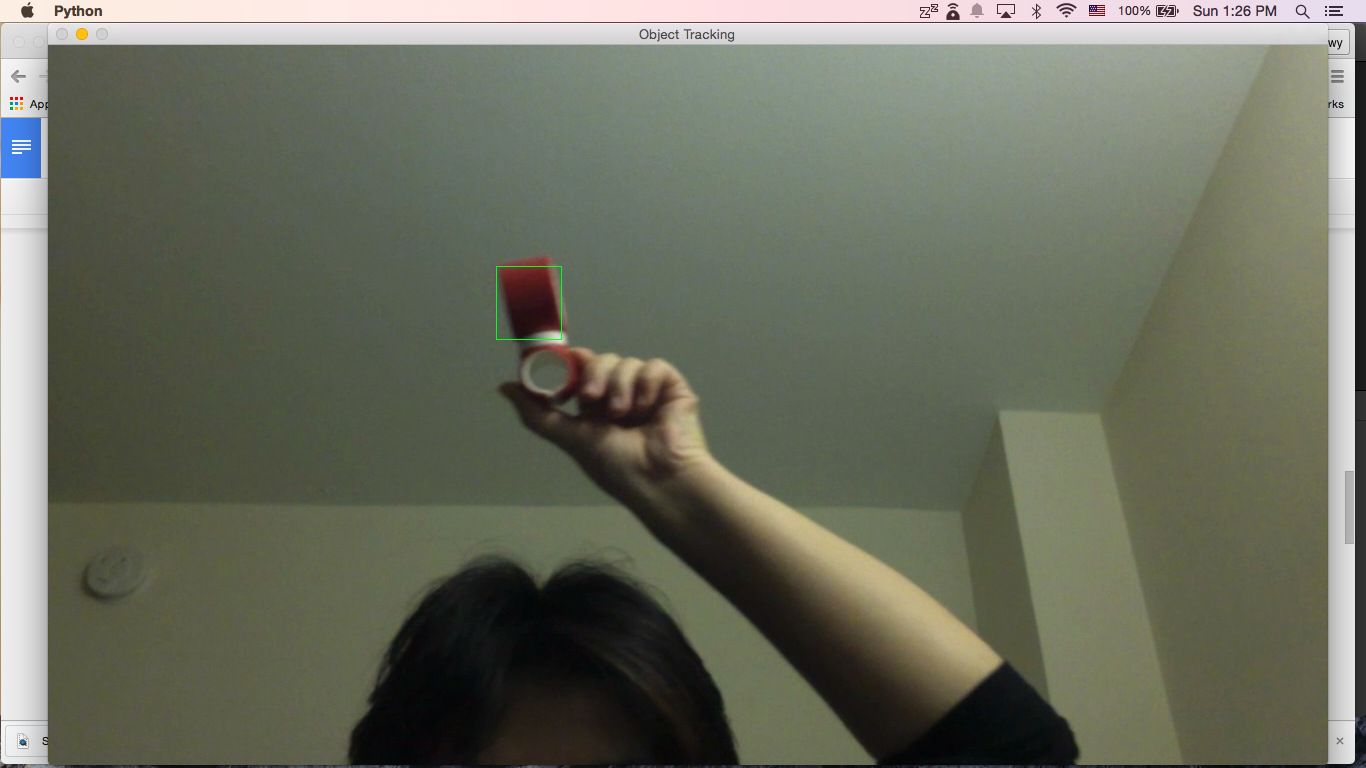 Python
100%
Sun 1:26 PM
Object Tracking
wy
App
rks
S